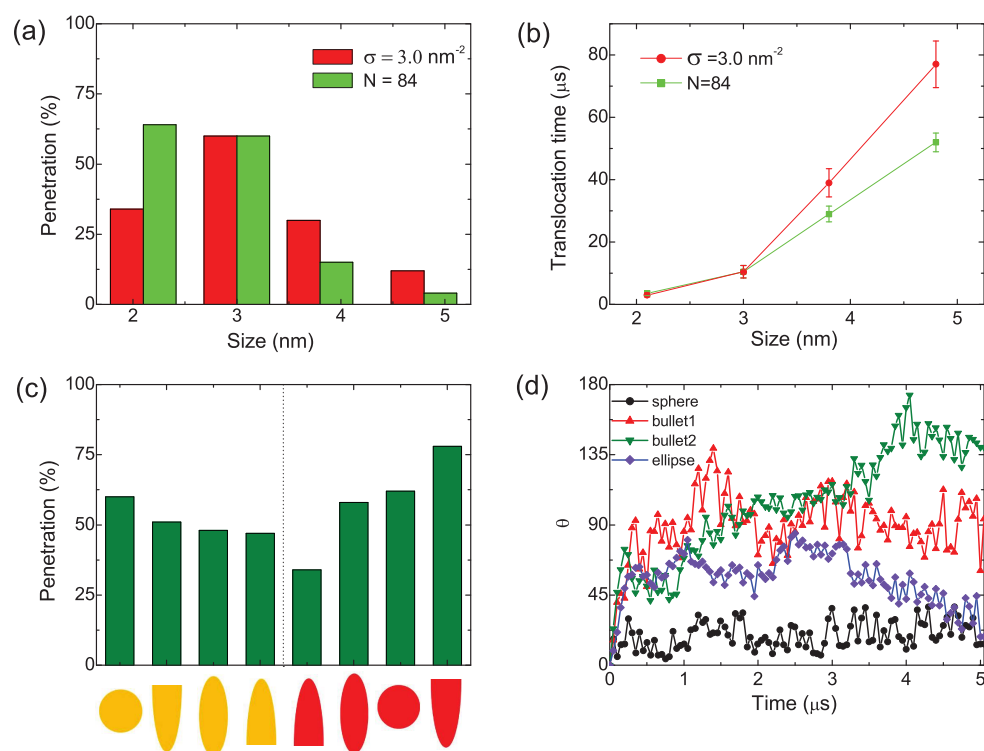 (a)
100
75
50
25
0
Penetration (%)
σ = 3.0 nm-2
N = 84
2
3
4
5
Size (nm)
(b)
80
60
40
20
0
Translocation time (μs)
σ =3.0 nm-2
N=84
2
3
4
5
Size (nm)
(c)
100
75
50
25
0
Penetration (%)
(d)
180
135
90
45
0
θ
sphere
bullet1
bullet2
ellipse
0
1
2
3
4
5
Time (μs)